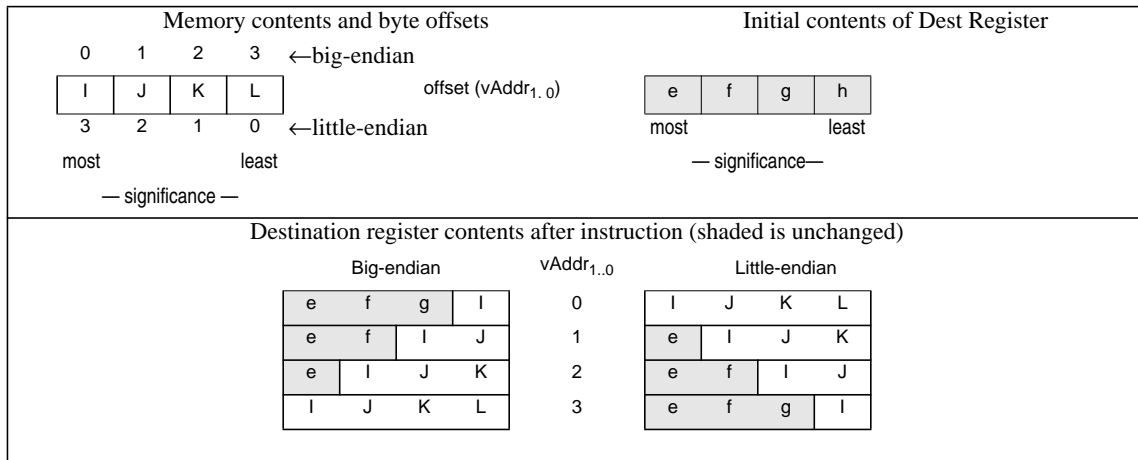 Memory contents and byte offsets
Initial contents of Dest Register
0 1 2 3 ←big-endian
I J K L
offset (vAddr1. 0)
e f g h
3 2 1 0 ←little-endian
most least
most least
— significance —
— significance—
Destination register contents after instruction (shaded is unchanged)
Big-endian vAddr1..0 Little-endian
e f g I 0 I J K L
e f I J 1 e I J K
e I J K 2 e f I J
I J K L 3 e f g I